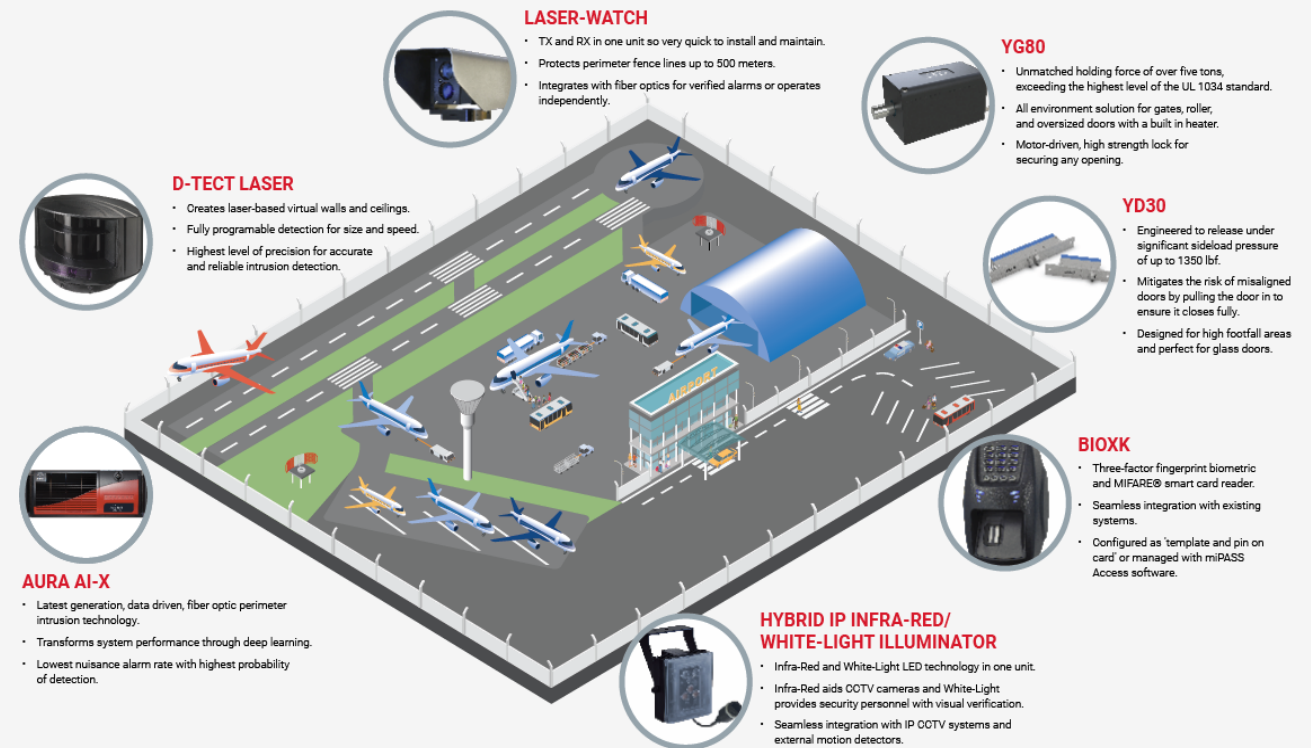 LASER-WATCH
• TX and RX in one unit so very quick to install and maintain.
• Protects perimeter fence lines up to 500 meters.
• Integrates with fiber optics for verified alarms or operates
independently.
YG80
• Unmatched holding force of over five tons,
exceeding the highest level of the UL 1034 standard.
• All environment solution for gates, roller,
and oversized doors with a built in heater.
• Motor-driven, high strength lock for
securing any opening.
D-TECT LASER
• Creates laser-based virtual walls and ceilings.
• Fully programable detection for size and speed.
• Highest level of precision for accurate
and reliable intrusion detection.
YD30
• Engineered to release under
significant sideload pressure
of up to 1350 lbf.
• Mitigates the risk of misaligned
doors by pulling the door in to
ensure it closes fully.
• Designed for high footfall areas
and perfect for glass doors.
AIRPORT
BIOXK
• Three-factor fingerprint biometric
and MIFARE® smart card reader.
• Seamless integration with existing
systems.
• Configured as 'template and pin on
card' or managed with miPASS
Access software.
AURA AI-X
• Latest generation, data driven, fiber optic perimeter
intrusion technology.
• Transforms system performance through deep learning.
• Lowest nuisance alarm rate with highest probability
of detection.
HYBRID IP INFRA-RED/
WHITE-LIGHT ILLUMINATOR
• Infra-Red and White-Light LED technology in one unit.
• Infra-Red aids CCTV cameras and White-Light
provides security personnel with visual verification.
• Seamless integration with IP CCTV systems and
external motion detectors.